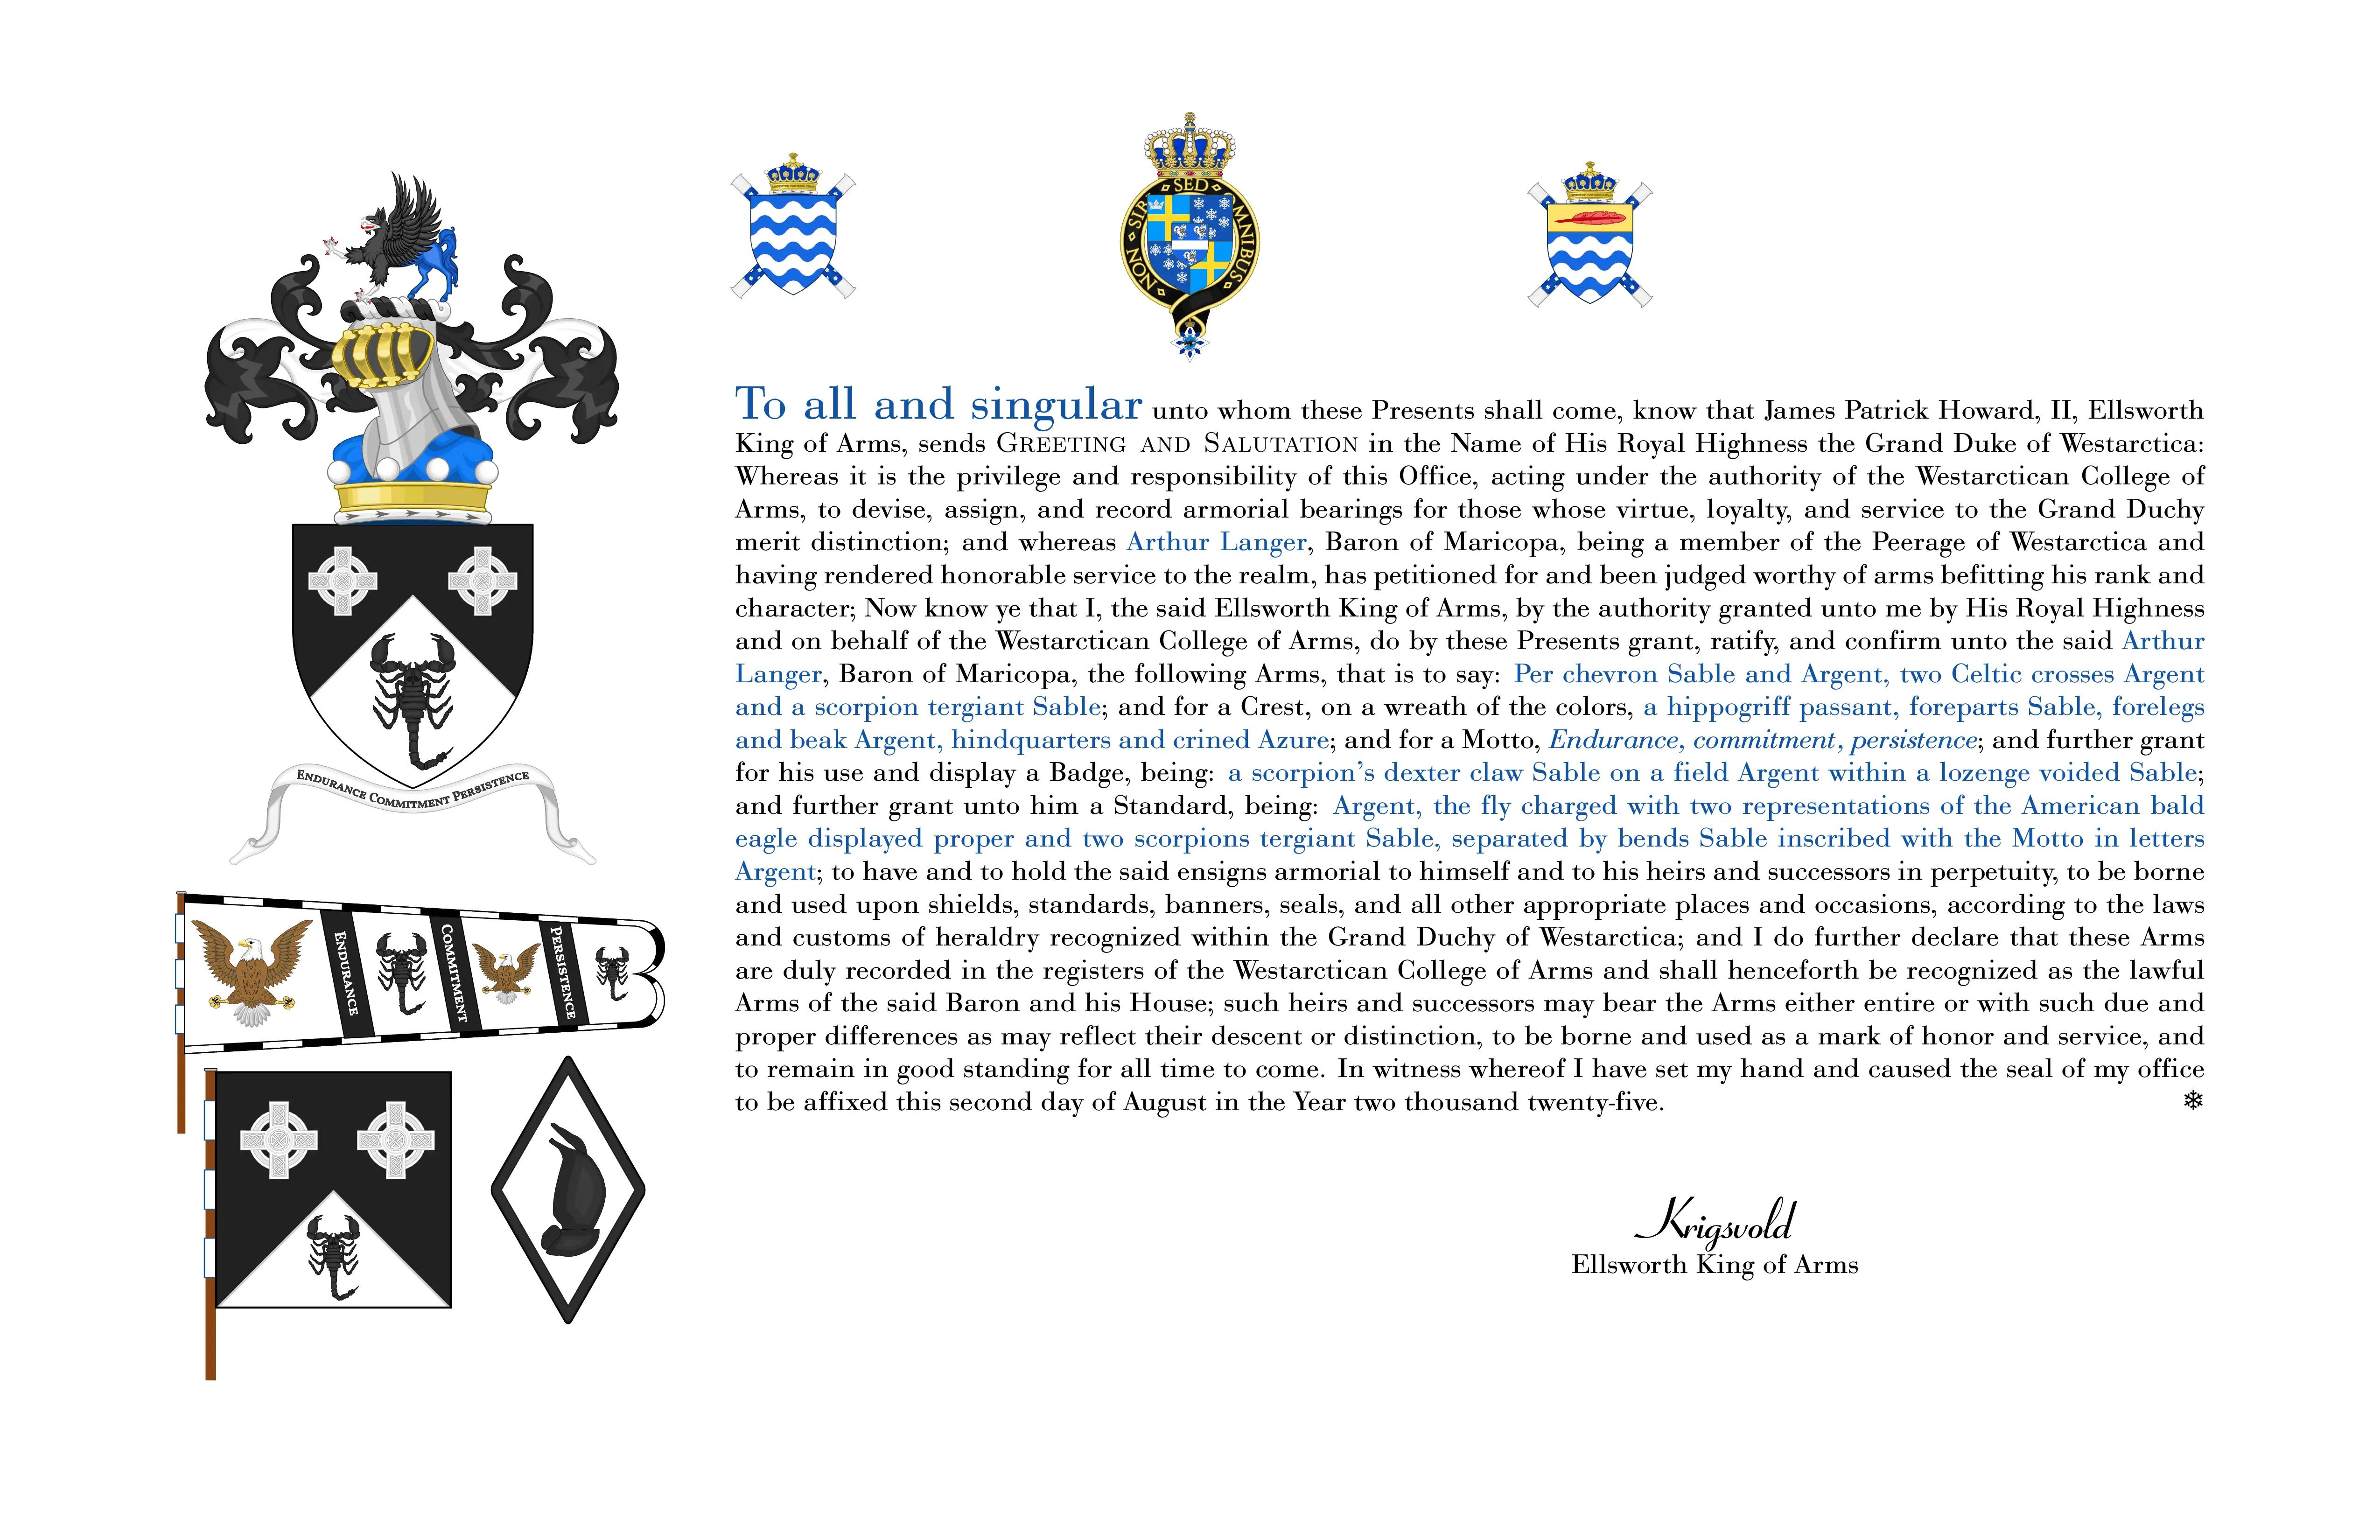 NON SIBI SED OMNIBUS
To all and singular unto whom these Presents shall come, know that James Patrick Howard, II, Ellsworth
King of Arms, sends GREETING AND SALUTATION in the Name of His Royal Highness the Grand Duke of Westarctica:
Whereas it is the privilege and responsibility of this Office, acting under the authority of the Westarctican College of
Arms, to devise, assign, and record armorial bearings for those whose virtue, loyalty, and service to the Grand Duchy
merit distinction; and whereas Arthur Langer, Baron of Maricopa, being a member of the Peerage of Westarctica and
having rendered honorable service to the realm, has petitioned for and been judged worthy of arms befitting his rank and
character; Now know ye that I, the said Ellsworth King of Arms, by the authority granted unto me by His Royal Highness
and on behalf of the Westarctican College of Arms, do by these Presents grant, ratify, and confirm unto the said Arthur
Langer, Baron of Maricopa, the following Arms, that is to say: Per chevron Sable and Argent, two Celtic crosses Argent
and a scorpion tergiant Sable; and for a Crest, on a wreath of the colors, a hippogriff passant, foreparts Sable, forelegs
and beak Argent, hindquarters and crined Azure; and for a Motto, Endurance, commitment, persistence; and further grant
for his use and display a Badge, being: a scorpion's dexter claw Sable on a field Argent within a lozenge voided Sable;
and further grant unto him a Standard, being: Argent, the fly charged with two representations of the American bald
eagle displayed proper and two scorpions tergiant Sable, separated by bends Sable inscribed with the Motto in letters
Argent; to have and to hold the said ensigns armorial to himself and to his heirs and successors in perpetuity, to be borne
and used upon shields, standards, banners, seals, and all other appropriate places and occasions, according to the laws
and customs of heraldry recognized within the Grand Duchy of Westarctica; and I do further declare that these Arms
are duly recorded in the registers of the Westarctican College of Arms and shall henceforth be recognized as the lawful
Arms of the said Baron and his House; such heirs and successors may bear the Arms either entire or with such due and
proper differences as may reflect their descent or distinction, to be borne and used as a mark of honor and service, and
to remain in good standing for all time to come. In witness whereof I have set my hand and caused the seal of my office
to be affixed this second day of August in the Year two thousand twenty-five.
Krigsvold
Ellsworth King of Arms
ENDURANCE COMMITMENT PERSISTENCE
ENDURANCE
COMMITMENT
PERSISTENCE